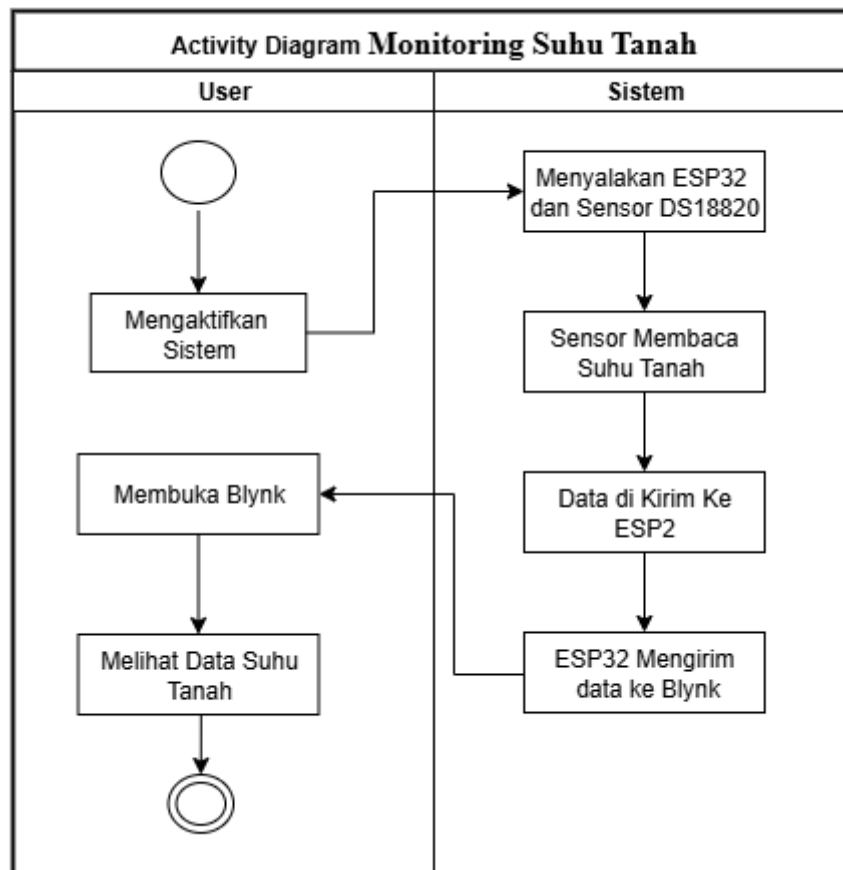 Activity Diagram Monitoring Suhu Tanah
User
Sistem
Mengaktifkan
Sistem
Menyalakan ESP32
dan Sensor DS18820
Sensor Membaca
Suhu Tanah
Data di Kirim Ke
ESP2
ESP32 Mengirim
data ke Blynk
Membuka Blynk
Melihat Data Suhu
Tanah